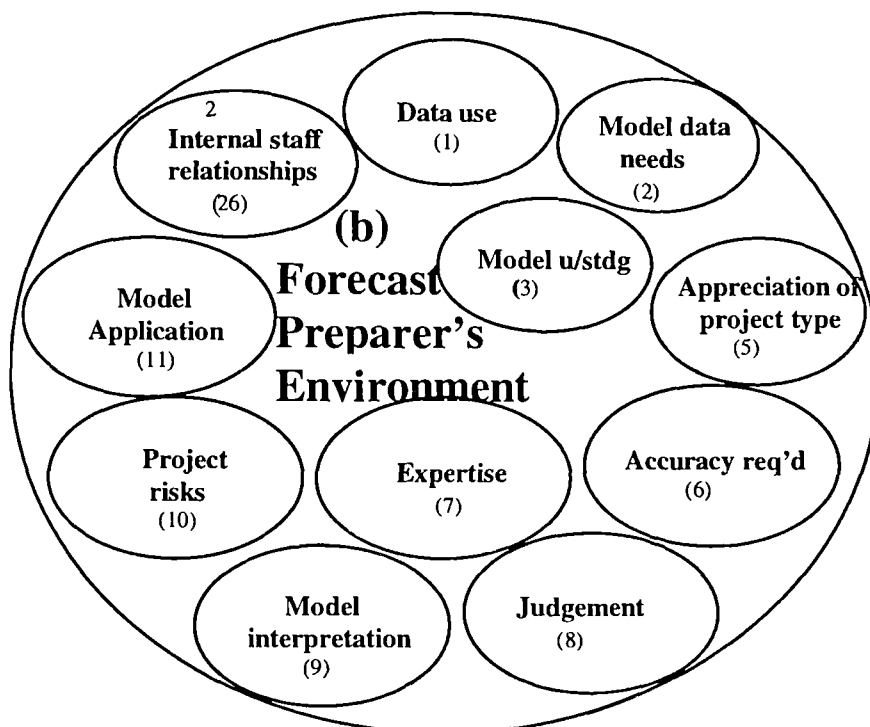 2
Internal staff
relationships
(26)
Data use
(1)
Model data
needs
(2)
(b)
Forecast
Preparer's
Environment
Model u/stdg
(3)
Appreciation of
project type
(5)
Model
Application
(11)
Project
risks
(10)
Expertise
(7)
Accuracy req'd
(6)
Model
interpretation
(9)
Judgement
(8)